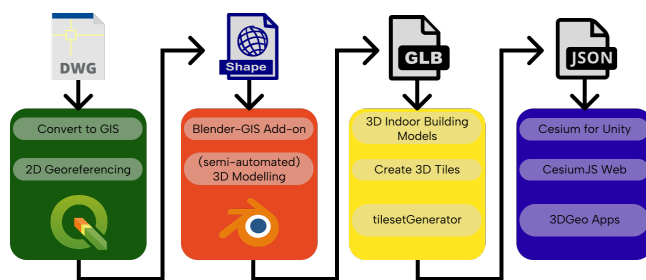 DWG
Convert to GIS
2D Georeferencing
Shape
Blender-GIS Add-on
(semi-automated)
3D Modelling
GLB
3D Indoor Building
Models
Create 3D Tiles
tilesetGenerator
JSON
Cesium for Unity
CesiumJS Web
3DGeo Apps